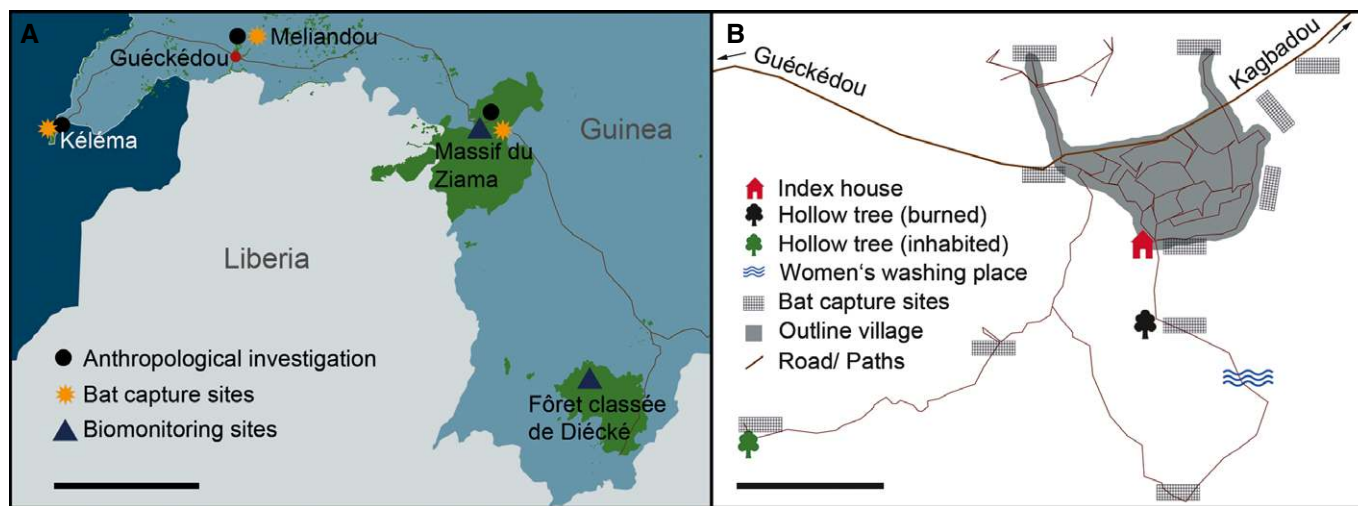 A
Meliandou
Guéckédou
Kéléma
Guinea
Massif du
Ziama
Liberia
Anthropological investigation
Bat capture sites
Biomonitoring sites
Fôret classée
de Diécké
B
Guéckédou
Kagbadou
Index house
Hollow tree (burned)
Hollow tree (inhabited)
Women's washing place
Bat capture sites
Outline village
Road/ Paths